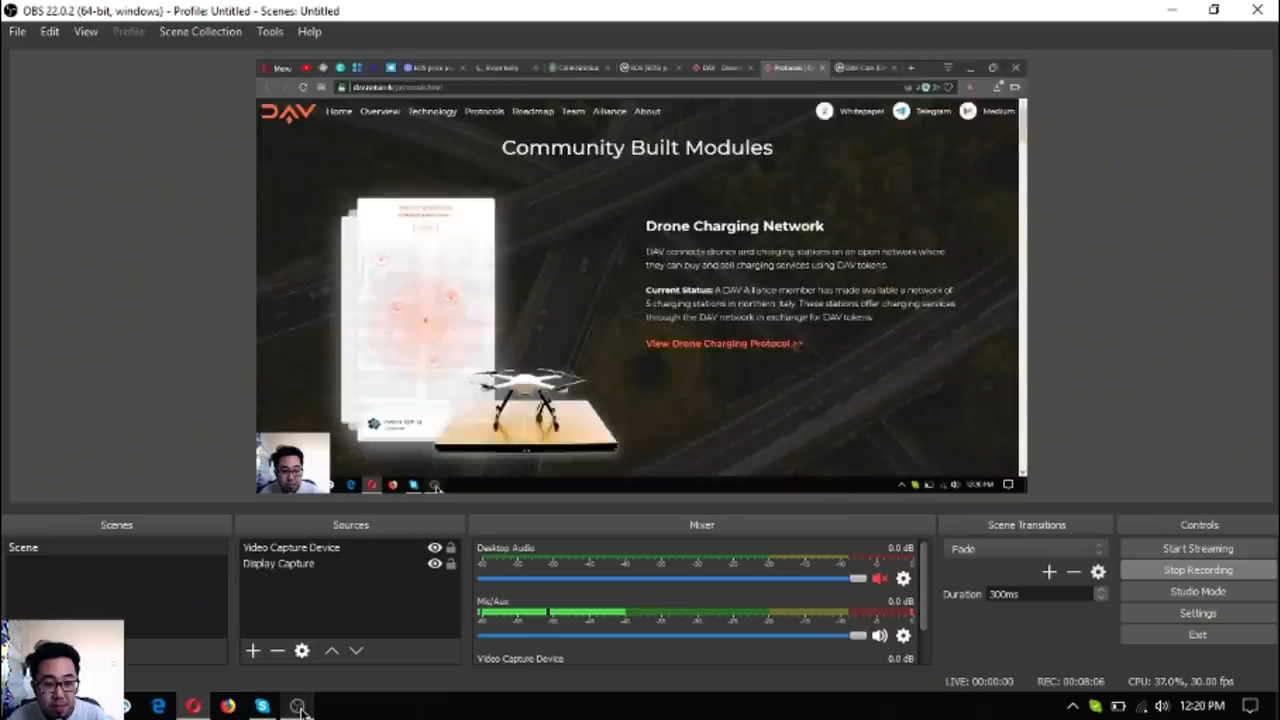 OBS 22.0.2 (64-bit, windows) - Profile: Untitled - Scenes: Untitled
File Edit View Profile Scene Collection Tools Help
Menu
DAV Home Overview Technology Protocols Roadmap Team Alliance About Whitepaper Telegram Medium
Community Built Modules
Drone Charging Network
DAV connects drones and charging stations on an open network where
they can buy and sell charging services using DAV tokens.
Current Status: A DAV Alliance member has made available a network of
5 charging stations in northern Italy. These stations offer charging services
through the DAV network in exchange for DAV tokens.
View Drone Charging Protocol >>
12:20 PM
Scenes
Scene
Sources
Video Capture Device
Display Capture
Mixer
Desktop Audio 0.0 dB
Mic/Aux 0.0 dB
Video Capture Device
Scene Transitions
Fade
Duration 300ms
Controls
Start Streaming
Stop Recording
Studio Mode
Settings
Exit
LIVE: 00:00:00 REC: 00:08:06 CPU: 37.0%, 30.00 fps
12:20 PM